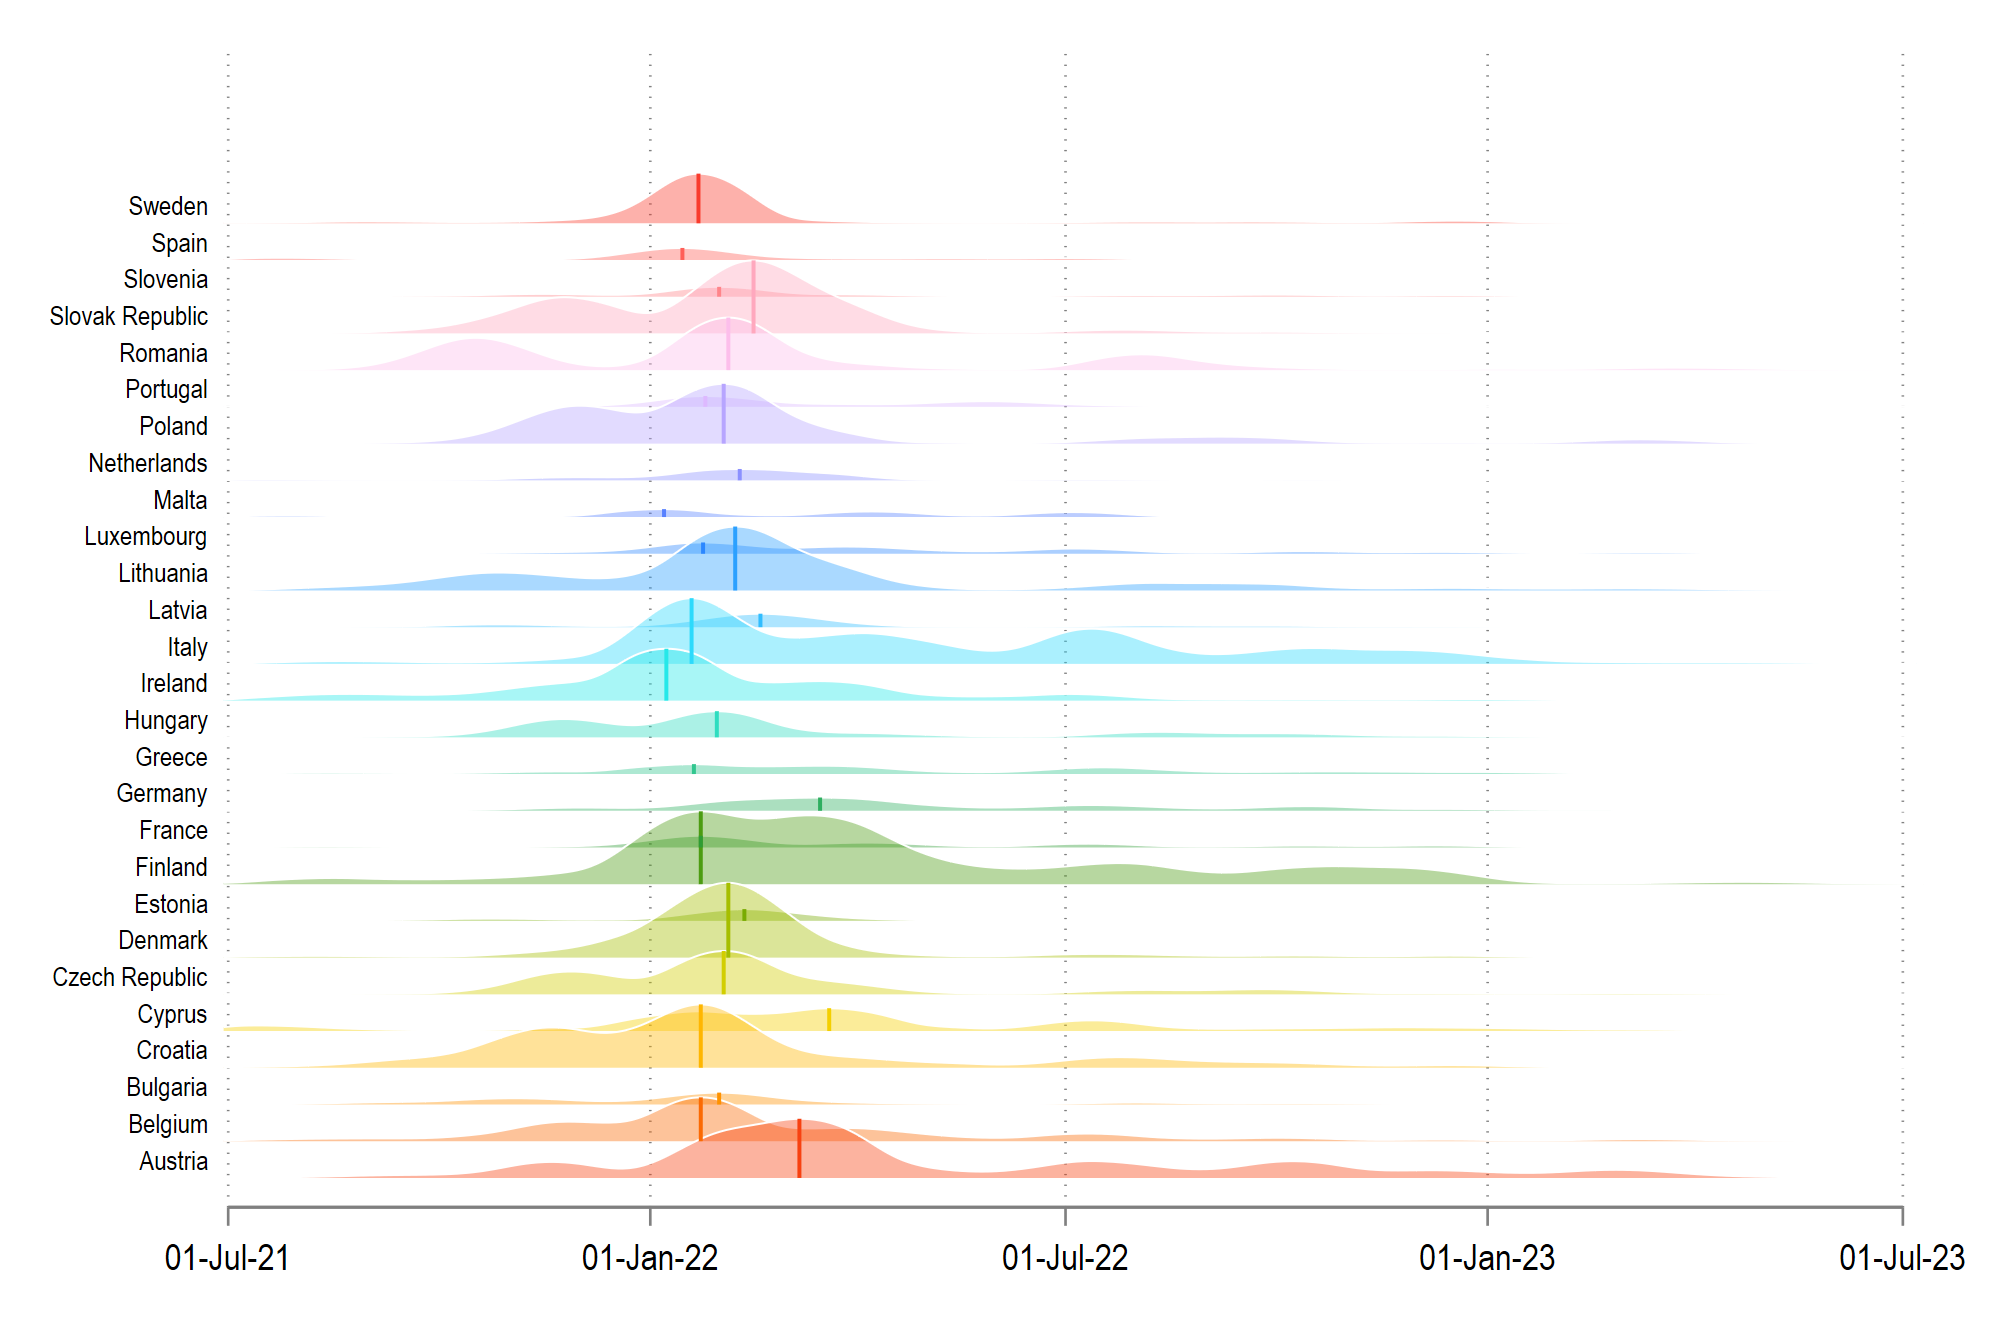 Sweden
Spain
Slovenia
Slovak Republic
Romania
Portugal
Poland
Netherlands
Malta
Luxembourg
Lithuania
Latvia
Italy
Ireland
Hungary
Greece
Germany
France
Finland
Estonia
Denmark
Czech Republic
Cyprus
Croatia
Bulgaria
Belgium
Austria
01-Jul-21 01-Jan-22 01-Jul-22 01-Jan-23 01-Jul-23